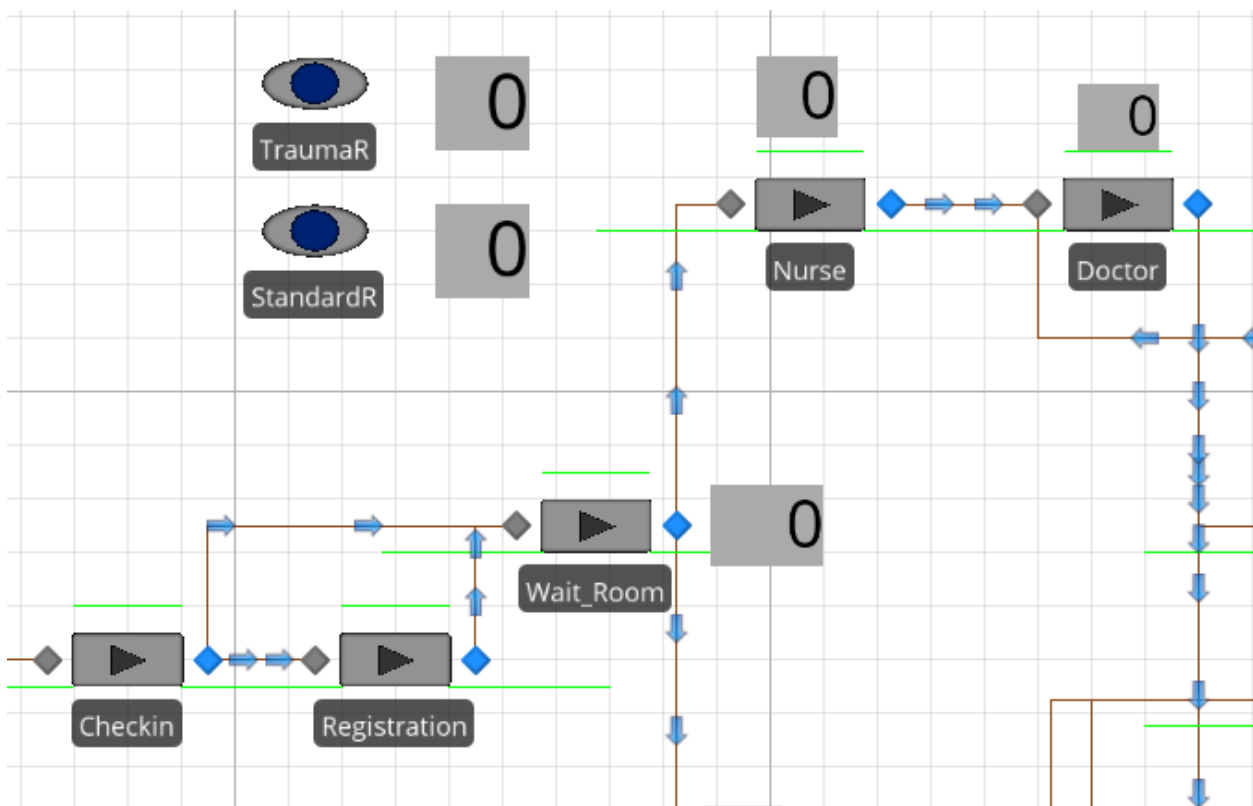 0
TraumaR
0
StandardR
0
Nurse
0
Doctor
0
Wait_Room
Checkin
Registration